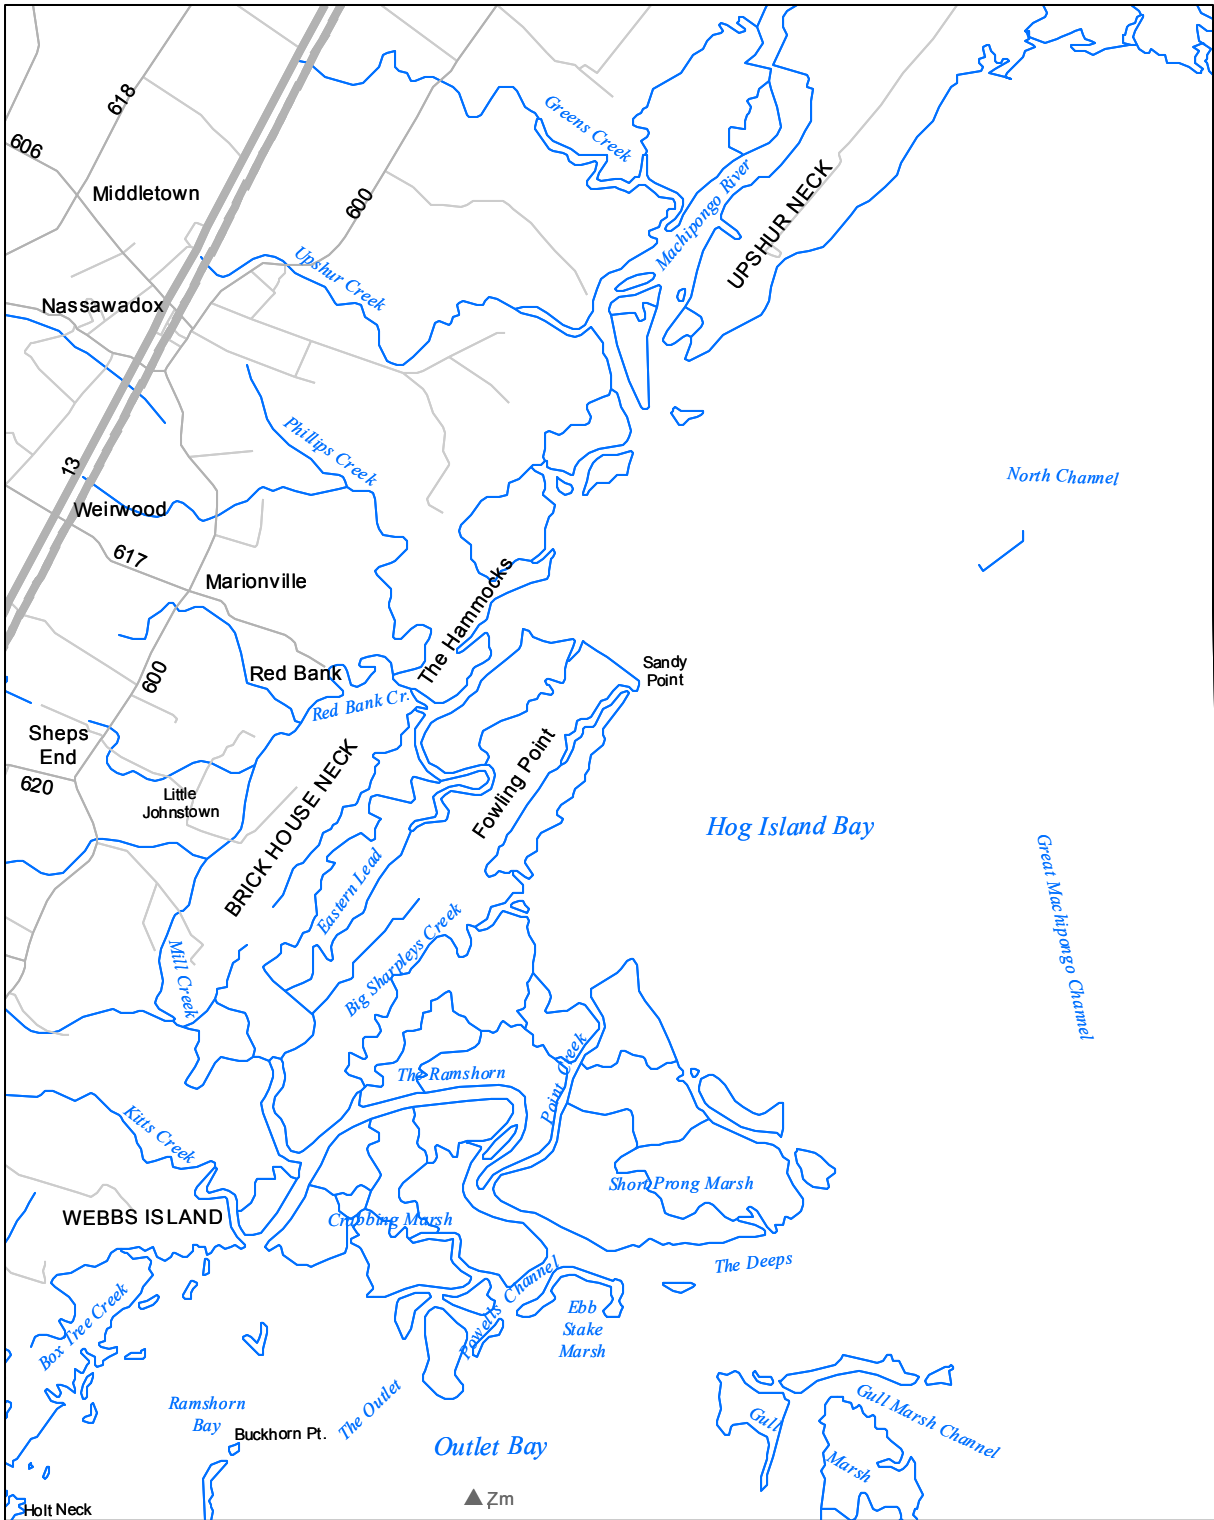 Greens Creek
618
606
Middletown
600
Machipongo River
UPSHUR NECK
Upshur Creek
Nassawadox
Phillips Creek
13
North Channel
Weirwood
617
Marionville
The Hammocks
600
Red Bank
Sandy
Point
Red Bank Cr.
Sheps
End
620
Little
Johnstown
BRICK HOUSE NECK
Fowling Point
Hog Island Bay
Eastern Lead
Great Machipongo Channel
Big Sharpleys Creek
Mill Creek
The Ramshorn
Point Creek
Kitts Creek
Short Prong Marsh
WEBBS ISLAND
Crabbing Marsh
The Deeps
Box Tree Creek
Powells Channel
Ebb
Stake
Marsh
Ramshorn
Bay
The Outlet
Buckhorn Pt.
Outlet Bay
Gull Marsh Channel
Gull
Marsh
Holt Neck